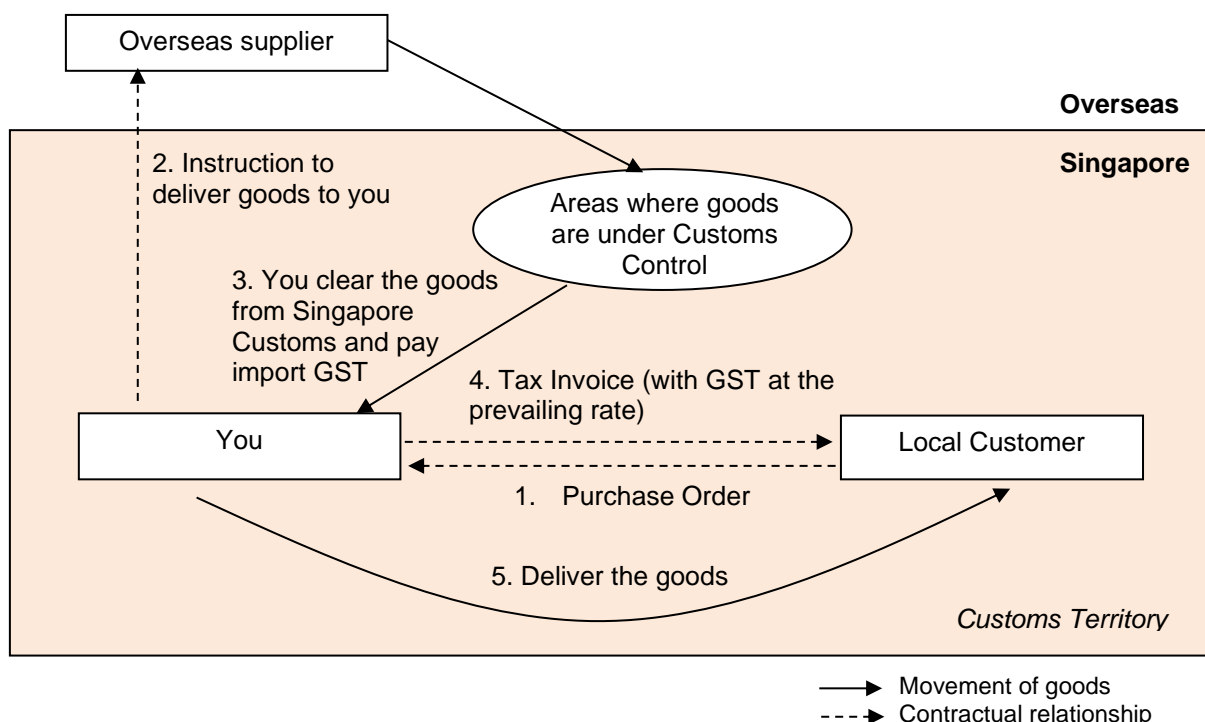 Overseas supplier
Overseas
Singapore
2. Instruction to
deliver goods to you
Areas where goods
are under Customs
Control
3. You clear the goods
from Singapore
Customs and pay
import GST
4. Tax Invoice (with GST at the
prevailing rate)
You
Local Customer
1. Purchase Order
5. Deliver the goods
Customs Territory
Movement of goods
Contractual relationship